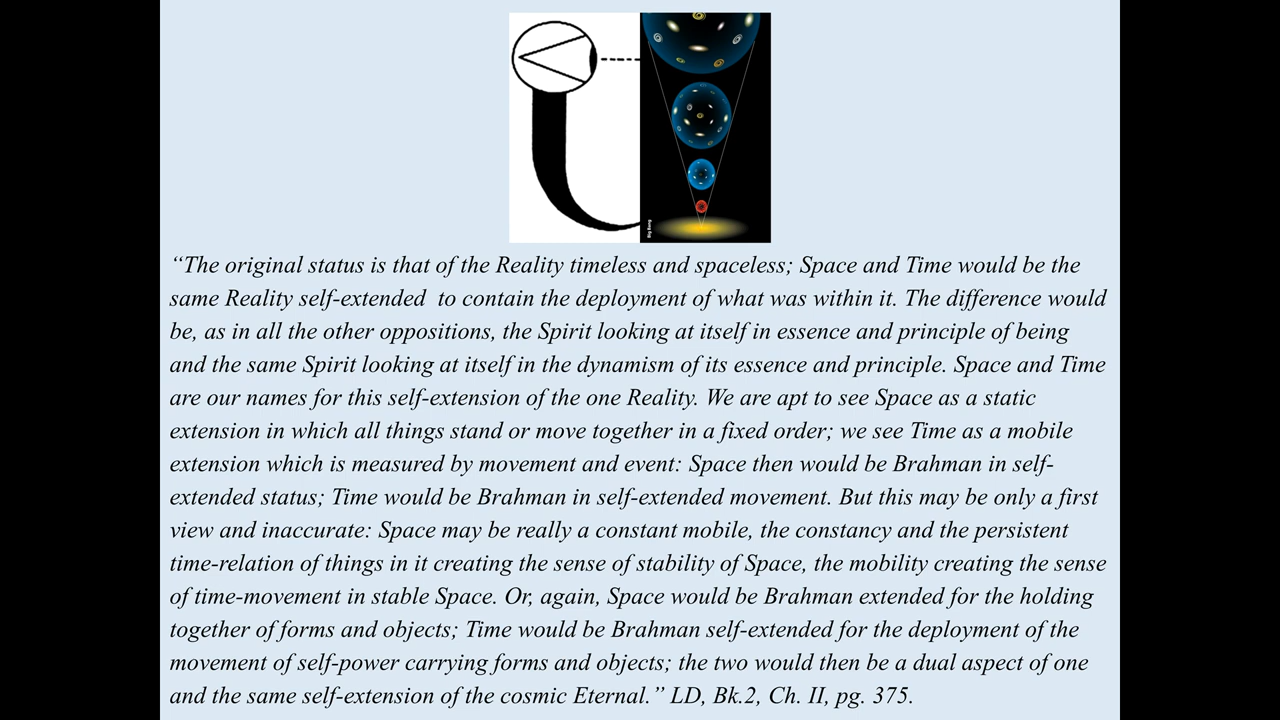 Big Bang
“The original status is that of the Reality timeless and spaceless; Space and Time would be the
same Reality self-extended  to contain the deployment of what was within it. The difference would
be, as in all the other oppositions, the Spirit looking at itself in essence and principle of being
and the same Spirit looking at itself in the dynamism of its essence and principle. Space and Time
are our names for this self-extension of the one Reality. We are apt to see Space as a static
extension in which all things stand or move together in a fixed order; we see Time as a mobile
extension which is measured by movement and event: Space then would be Brahman in self-
extended status; Time would be Brahman in self-extended movement. But this may be only a first
view and inaccurate: Space may be really a constant mobile, the constancy and the persistent
time-relation of things in it creating the sense of stability of Space, the mobility creating the sense
of time-movement in stable Space. Or, again, Space would be Brahman extended for the holding
together of forms and objects; Time would be Brahman self-extended for the deployment of the
movement of self-power carrying forms and objects; the two would then be a dual aspect of one
and the same self-extension of the cosmic Eternal.” LD, Bk.2, Ch. II, pg. 375.